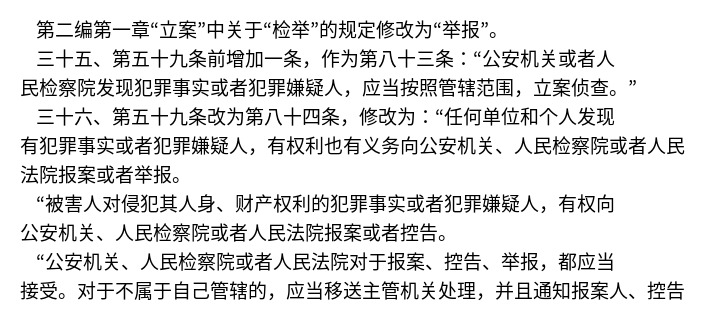 第二编第一章“立案”中关于“检举”的规定修改为“举报”。
三十五、第五十九条前增加一条，作为第八十三条：“公安机关或者人
民检察院发现犯罪事实或者犯罪嫌疑人，应当按照管辖范围，立案侦查。”
三十六、第五十九条改为第八十四条，修改为：“任何单位和个人发现
有犯罪事实或者犯罪嫌疑人，有权利也有义务向公安机关、人民检察院或者人民
法院报案或者举报。
“被害人对侵犯其人身、财产权利的犯罪事实或者犯罪嫌疑人，有权向
公安机关、人民检察院或者人民法院报案或者控告。
“公安机关、人民检察院或者人民法院对于报案、控告、举报，都应当
接受。对于不属于自己管辖的，应当移送主管机关处理，并且通知报案人、控告